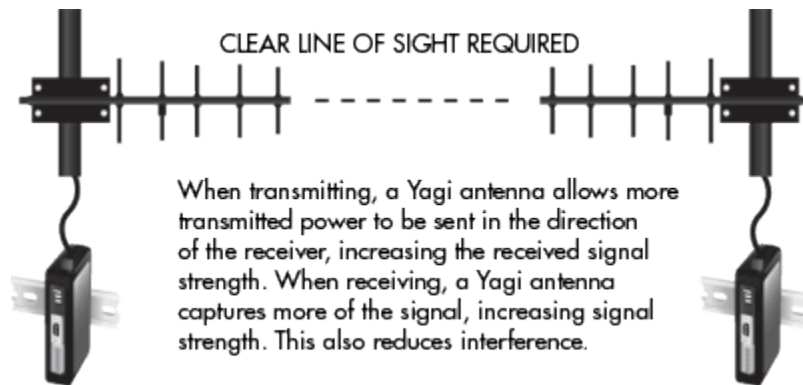 CLEAR LINE OF SIGHT REQUIRED
When transmitting, a Yagi antenna allows more
transmitted power to be sent in the direction
of the receiver, increasing the received signal
strength. When receiving, a Yagi antenna
captures more of the signal, increasing signal
strength. This also reduces interference.